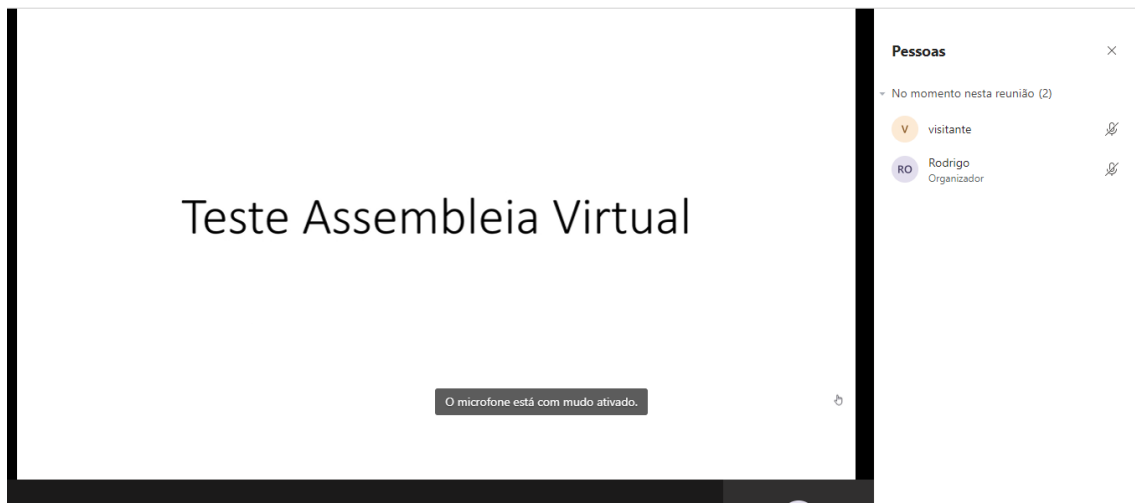 Teste Assembleia Virtual
O microfone está com mudo ativado.
Pessoas
No momento nesta reunião (2)
V visitante
RO Rodrigo
Organizador